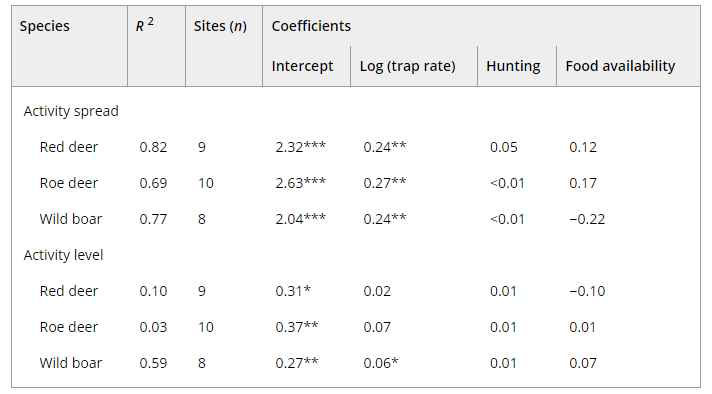 Species R 2 Sites (n) Coefficients
Intercept Log (trap rate) Hunting Food availability
Activity spread
Red deer 0.82 9 2.32*** 0.24** 0.05 0.12
Roe deer 0.69 10 2.63*** 0.27** <0.01 0.17
Wild boar 0.77 8 2.04*** 0.24** <0.01 −0.22
Activity level
Red deer 0.10 9 0.31* 0.02 0.01 −0.10
Roe deer 0.03 10 0.37** 0.07 0.01 0.01
Wild boar 0.59 8 0.27** 0.06* 0.01 0.07